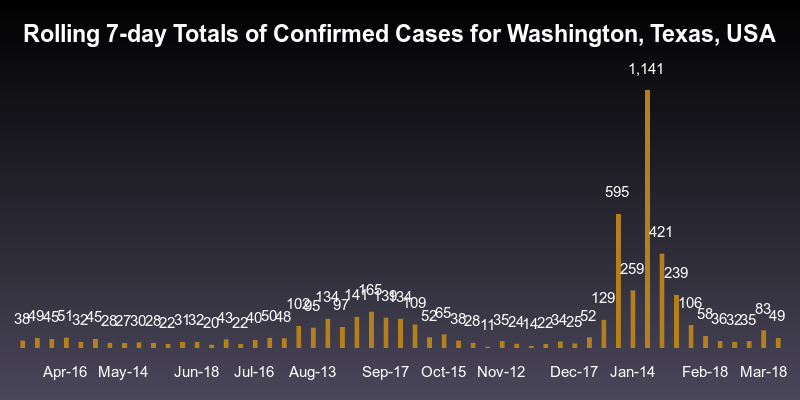 Rolling 7-day Totals of Confirmed Cases for Washington, Texas, USA
1,141
595
421
259
239
38 49 45 51 32 45 28 27 30 28 22 31 32 20 43 22 40 50 48 102 95 134 97 141 165 139 134 109 52 65 38 28 11 35 24 14 22 34 25 52 129 106 58 36 32 35 83 49
Apr-16 May-14 Jun-18 Jul-16 Aug-13 Sep-17 Oct-15 Nov-12 Dec-17 Jan-14 Feb-18 Mar-18